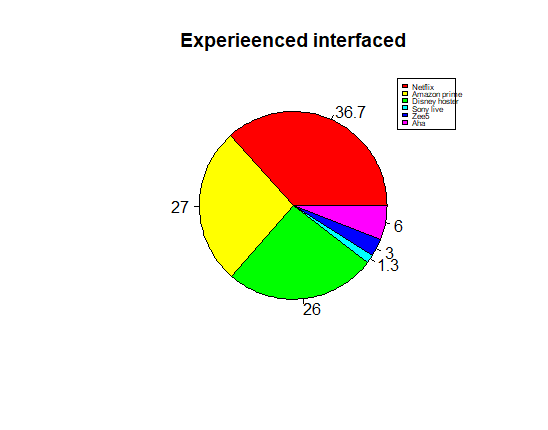 Experieenced interfaced
Netflix
Amazon prime
Disney hoster
Sony live
Zee5
Aha
36.7
27
26
1.3
3
6